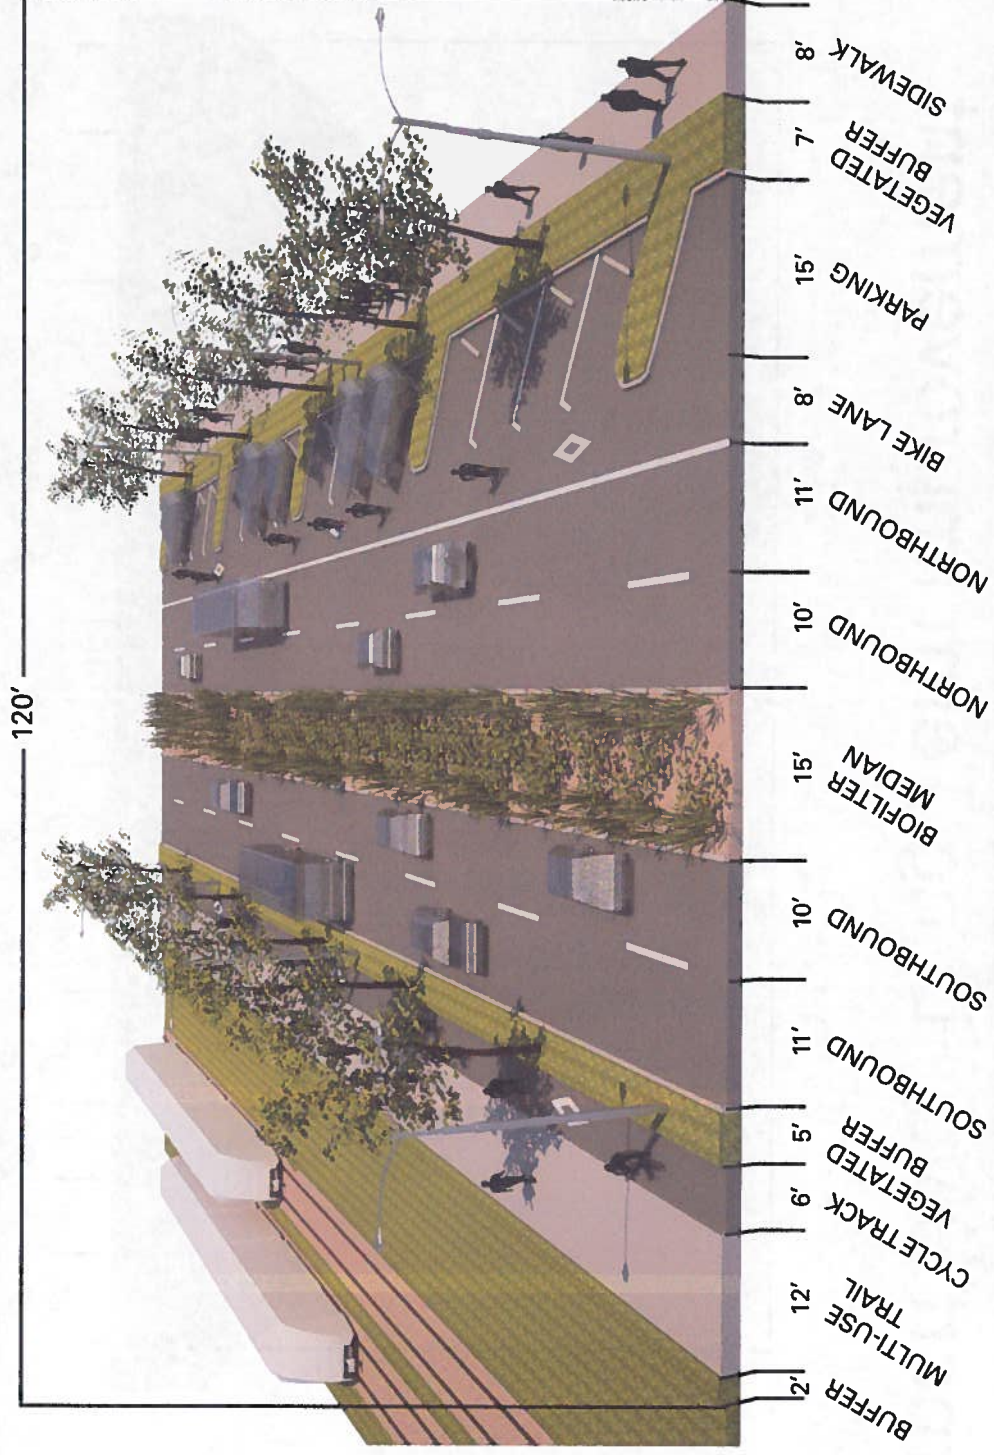 120'
2'
BUFFER
12'
MULTI-USE
TRAIL
6'
CYCLE TRACK
5'
VEGETATED
BUFFER
11'
SOUTHBOUND
10'
SOUTHBOUND
15'
BIOFILTER
MEDIAN
10'
NORTHBOUND
11'
NORTHBOUND
8'
BIKE LANE
15'
PARKING
7'
VEGETATED
BUFFER
8'
SIDEWALK